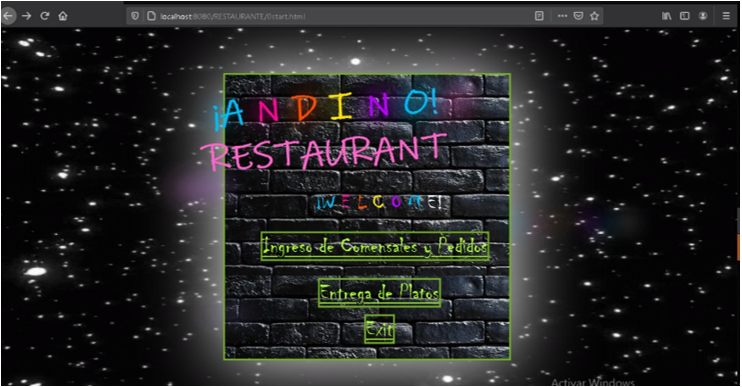 localhost:8080/RESTAURANTE/0start.html
¡ANDINO!
RESTAURANT
¡WELCOME!
Ingreso de Comensales y Pedidos
Entrega de Platos
Exit
Activar Windows